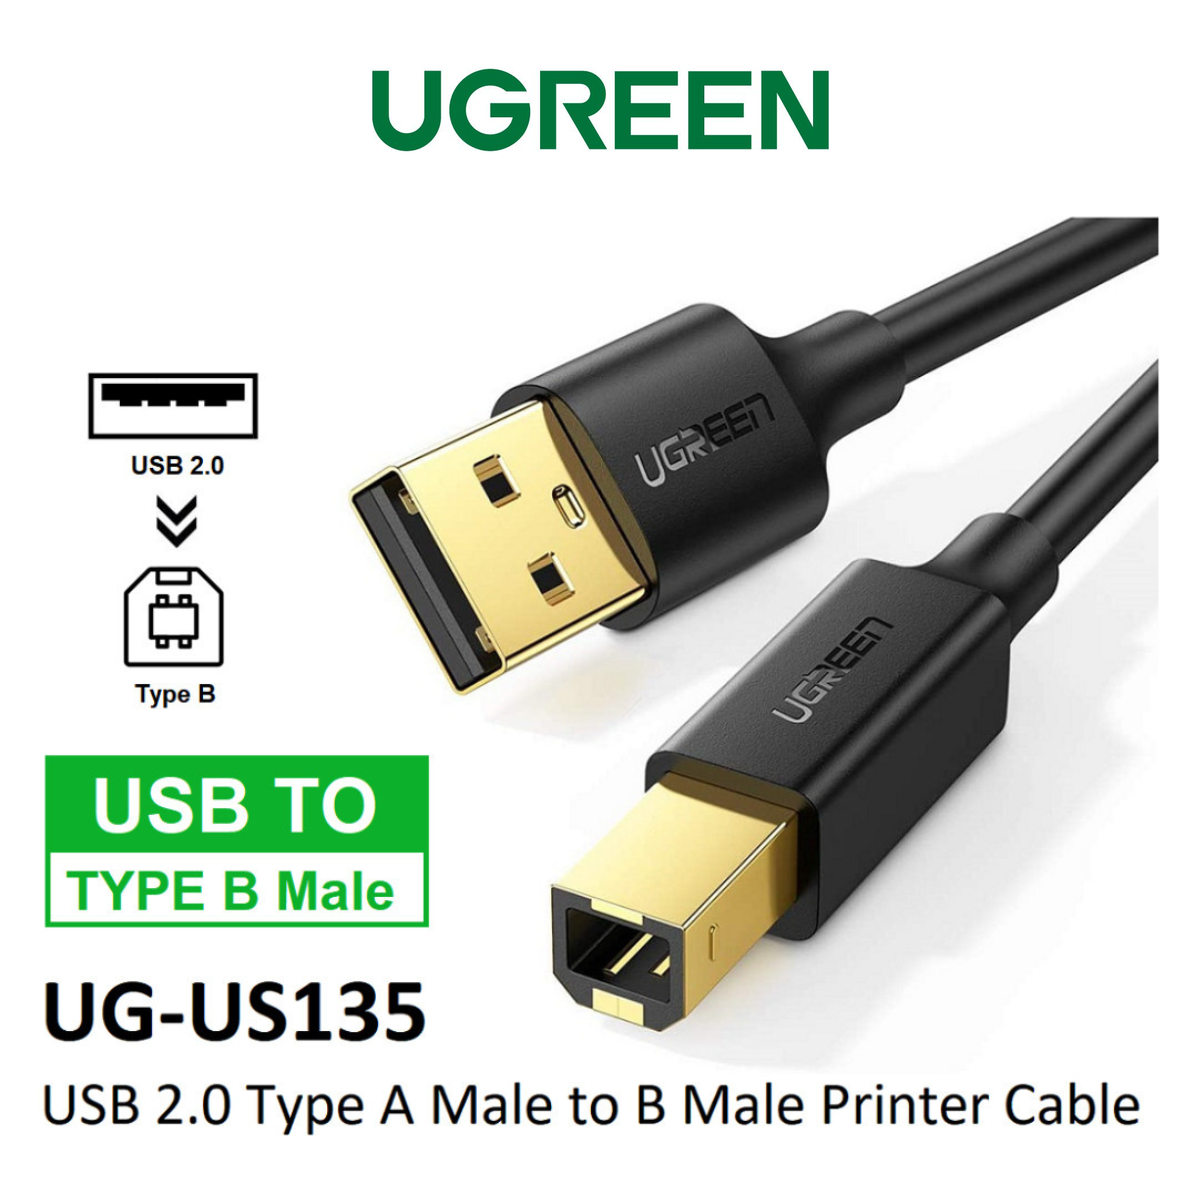 UGREEN
UGREEN
USB 2.0
UGREEN
Type B
USB TO
TYPE B Male
UG-US135
USB 2.0 Type A Male to B Male Printer Cable